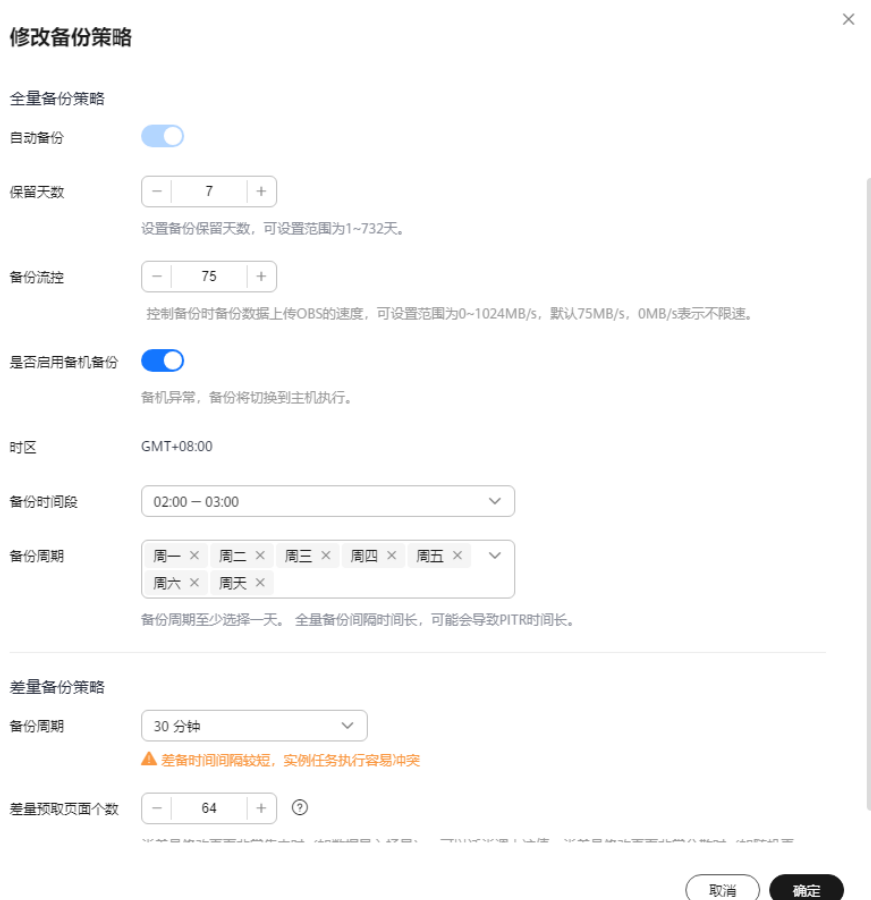 修改备份策略
全量备份策略
自动备份
保留天数 7
设置备份保留天数，可设置范围为1~732天。
备份流控 75
控制备份时备份数据上传OBS的速度，可设置范围为0~1024MB/s，默认75MB/s，0MB/s表示不限速。
是否启用备机备份
备机异常，备份将切换到主机执行。
时区 GMT+08:00
备份时间段 02:00 — 03:00
备份周期 周一 周二 周三 周四 周五
周六 周天
备份周期至少选择一天。 全量备份间隔时间长，可能会导致PITR时间长。
差量备份策略
备份周期 30 分钟
差备时间间隔较短，实例任务执行容易冲突
差量预取页面个数 64
取消 确定